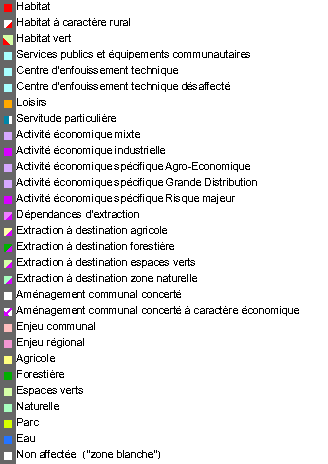 Habitat
Habitat à caractère rural
Habitat vert
Services publics et équipements communautaires
Centre d'enfouissement technique
Centre d'enfouissement technique désaffecté
Loisirs
Servitude particulière
Activité économique mixte
Activité économique industrielle
Activité économique spécifique Agro-Economique
Activité économique spécifique Grande Distribution
Activité économique spécifique Risque majeur
Dépendances d'extraction
Extraction à destination agricole
Extraction à destination forestière
Extraction à destination espaces verts
Extraction à destination zone naturelle
Aménagement communal concerté
Aménagement communal concerté à caractère économique
Enjeu communal
Enjeu régional
Agricole
Forestière
Espaces verts
Naturelle
Parc
Eau
Non affectée ("zone blanche")